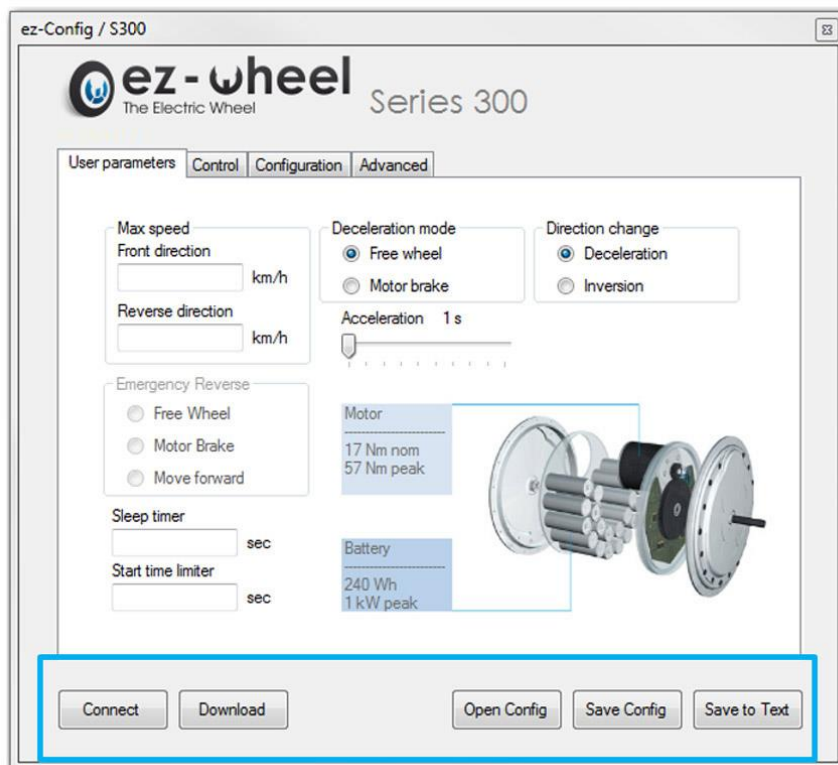 ez-Config / S300
ez-wheel
The Electric Wheel
Series 300
User parameters Control Configuration Advanced
Max speed
Front direction
km/h
Reverse direction
km/h
Deceleration mode
Free wheel
Motor brake
Direction change
Deceleration
Inversion
Acceleration 1 s
Emergency Reverse
Free Wheel
Motor Brake
Move forward
Motor
17 Nm nom
57 Nm peak
Sleep timer
sec
Start time limiter
sec
Battery
240 Wh
1 kW peak
Connect Download Open Config Save Config Save to Text